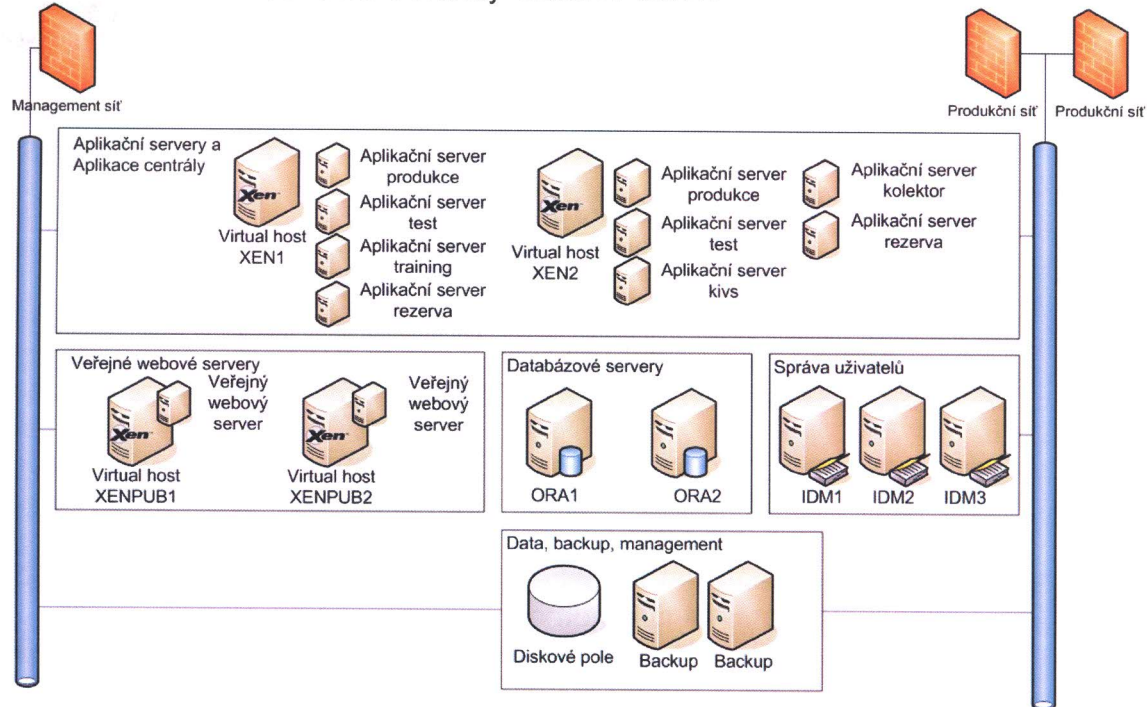 Management síť
Produkční síť
Produkční síť
Aplikační servery a
Aplikace centrály
Xen
Virtual host
XEN1
Aplikační server
produkce
Aplikační server
test
Aplikační server
training
Aplikační server
rezerva
Xen
Virtual host
XEN2
Aplikační server
produkce
Aplikační server
test
Aplikační server
kivs
Aplikační server
kolektor
Aplikační server
rezerva
Veřejné webové servery
Xen
Veřejný
webový
server
Virtual host
XENPUB1
Xen
Veřejný
webový
server
Virtual host
XENPUB2
Databázové servery
ORA1
ORA2
Správa uživatelů
IDM1
IDM2
IDM3
Data, backup, management
Diskové pole
Backup
Backup